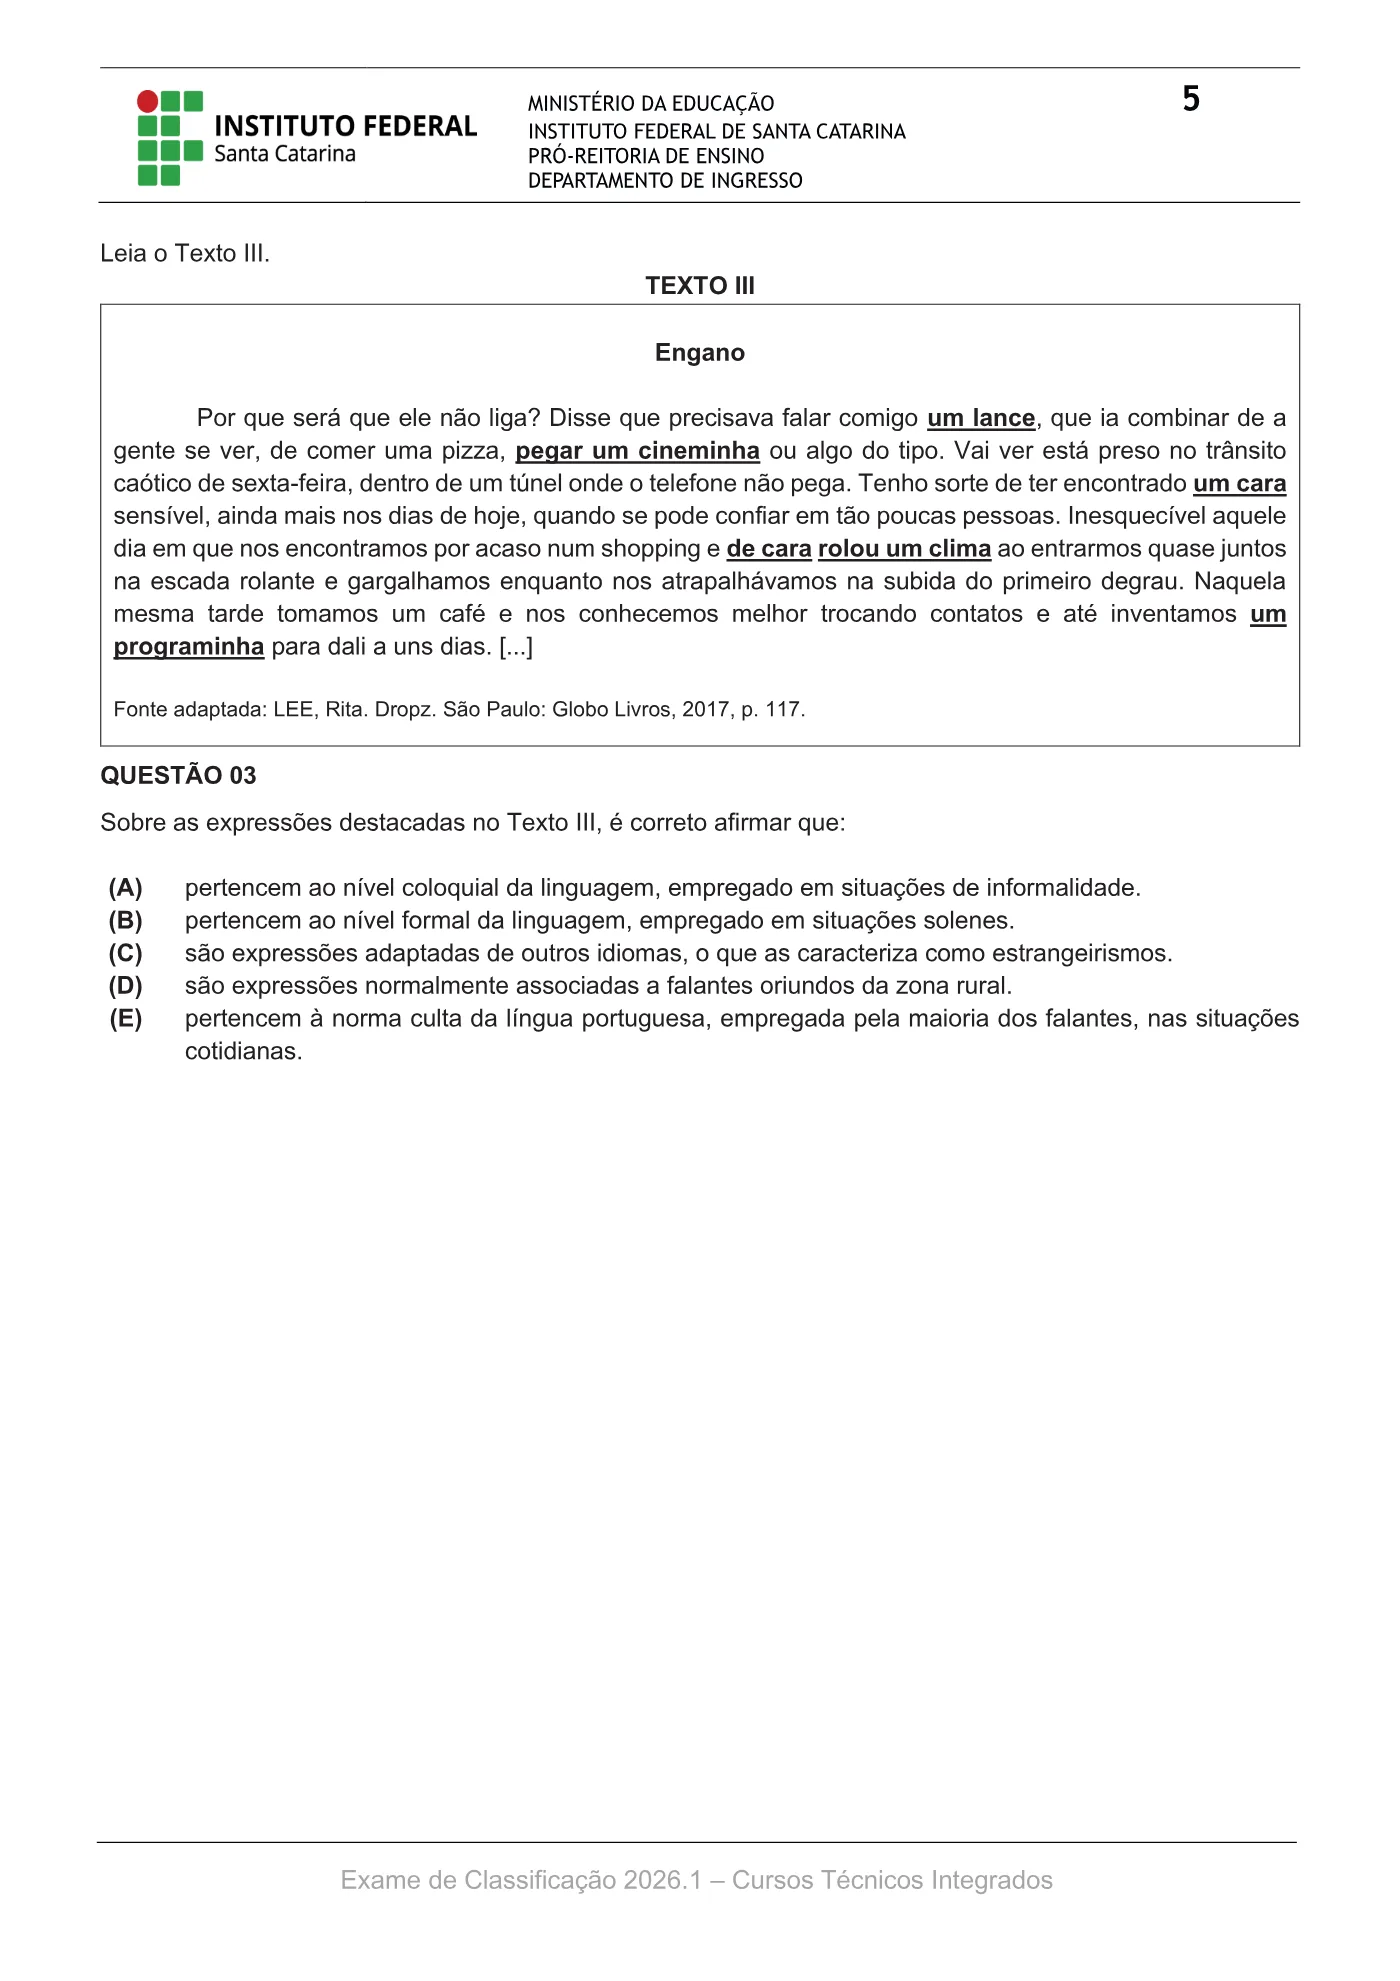 INSTITUTO FEDERAL
Santa Catarina
MINISTÉRIO DA EDUCAÇÃO
INSTITUTO FEDERAL DE SANTA CATARINA
PRÓ-REITORIA DE ENSINO
DEPARTAMENTO DE INGRESSO
5
Leia o Texto III.
TEXTO III
Engano
Por que será que ele não liga? Disse que precisava falar comigo um lance, que ia combinar de a
gente se ver, de comer uma pizza, pegar um cineminha ou algo do tipo. Vai ver está preso no trânsito
caótico de sexta-feira, dentro de um túnel onde o telefone não pega. Tenho sorte de ter encontrado um cara
sensível, ainda mais nos dias de hoje, quando se pode confiar em tão poucas pessoas. Inesquecível aquele
dia em que nos encontramos por acaso num shopping e de cara rolou um clima ao entrarmos quase juntos
na escada rolante e gargalhamos enquanto nos atrapalhávamos na subida do primeiro degrau. Naquela
mesma tarde tomamos um café e nos conhecemos melhor trocando contatos e até inventamos um
programinha para dali a uns dias. [...]
Fonte adaptada: LEE, Rita. Dropz. São Paulo: Globo Livros, 2017, p. 117.
QUESTÃO 03
Sobre as expressões destacadas no Texto III, é correto afirmar que:
(A) pertencem ao nível coloquial da linguagem, empregado em situações de informalidade.
(B) pertencem ao nível formal da linguagem, empregado em situações solenes.
(C) são expressões adaptadas de outros idiomas, o que as caracteriza como estrangeirismos.
(D) são expressões normalmente associadas a falantes oriundos da zona rural.
(E) pertencem à norma culta da língua portuguesa, empregada pela maioria dos falantes, nas situações
cotidianas.
Exame de Classificação 2026.1 – Cursos Técnicos Integrados